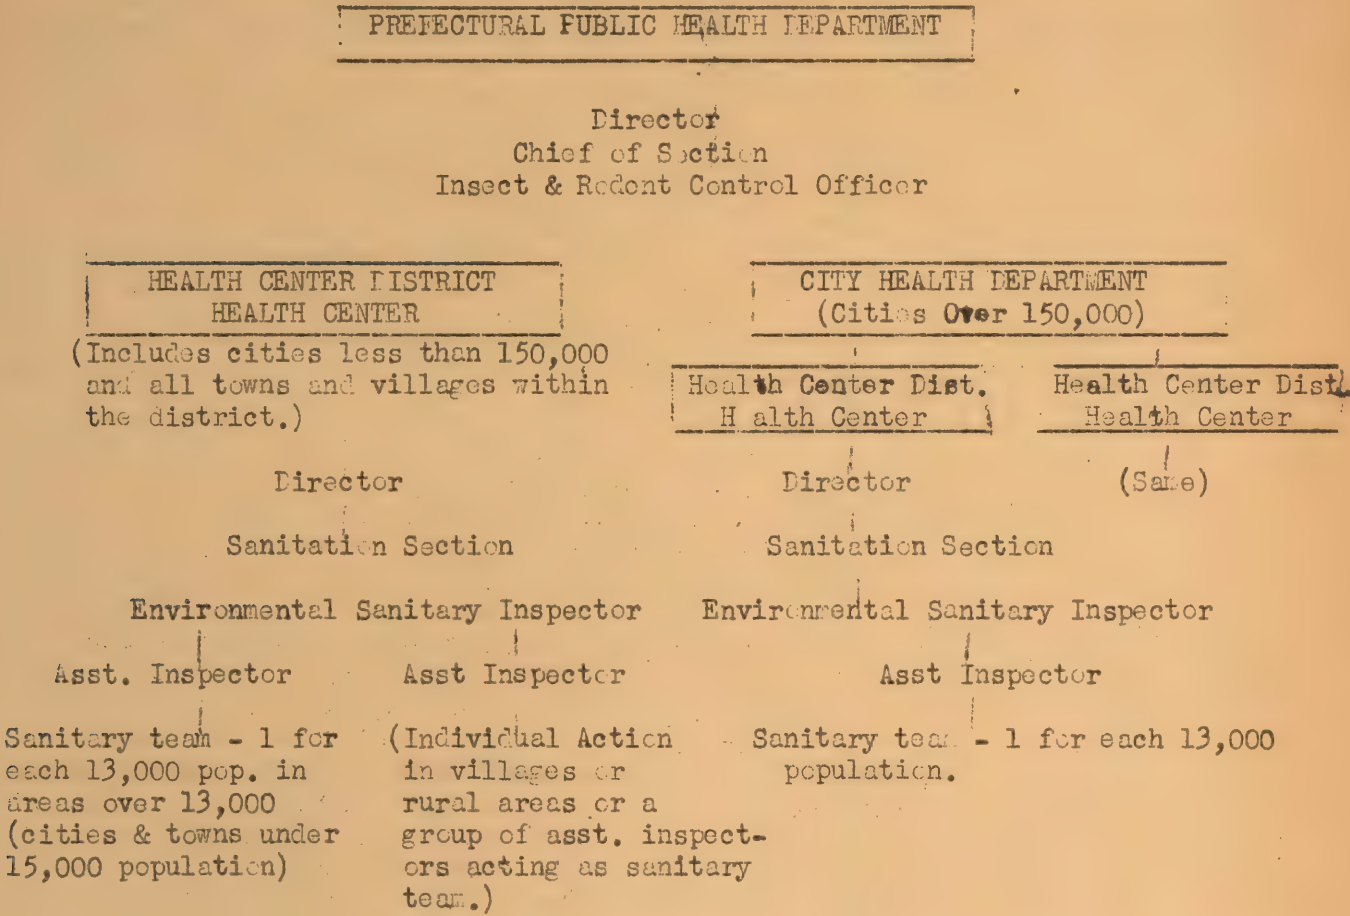 PREFECTURAL PUBLIC HEALTH DEPARTMENT
Director
Chief of Section
Insect & Rodent Control Officer
HEALTH CENTER DISTRICT
HEALTH CENTER
(Includes cities less than 150,000
and all towns and villages within
the district.)
Director
Sanitation Section
Environmental Sanitary Inspector
Asst. Inspector
Sanitary team - 1 for
each 13,000 pop. in
areas over 13,000
(cities & towns under
15,000 population)
Asst Inspector
(Individual Action
in villages or
rural areas or a
group of asst. inspect-
ors acting as sanitary
team.)
CITY HEALTH DEPARTMENT
(Cities Over 150,000)
Health Center Dist.
H alth Center
Director
Sanitation Section
Environmental Sanitary Inspector
Asst Inspector
Sanitary team - 1 for each 13,000
population.
Health Center Dist.
Health Center
(Same)